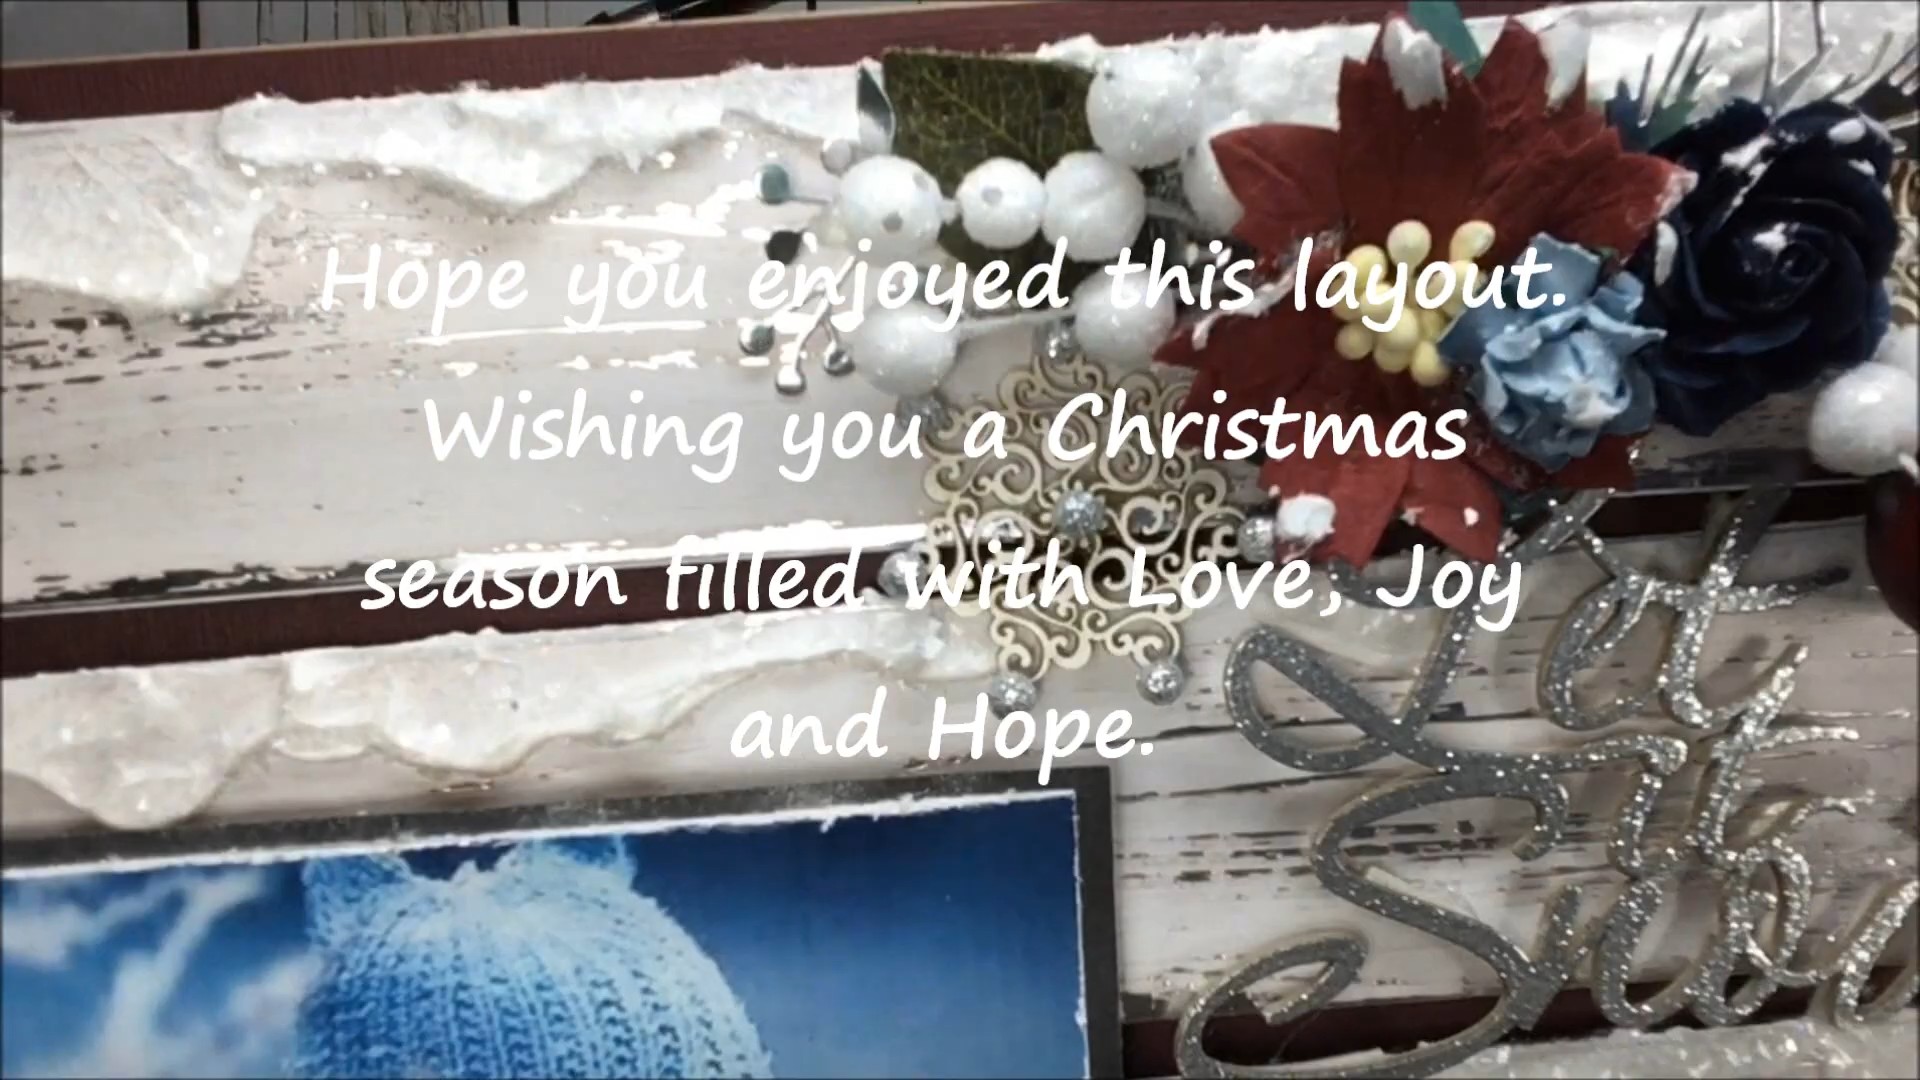 Hope you enjoyed this layout.
Wishing you a Christmas
season filled with Love, Joy
and Hope.
Let
it
Snow